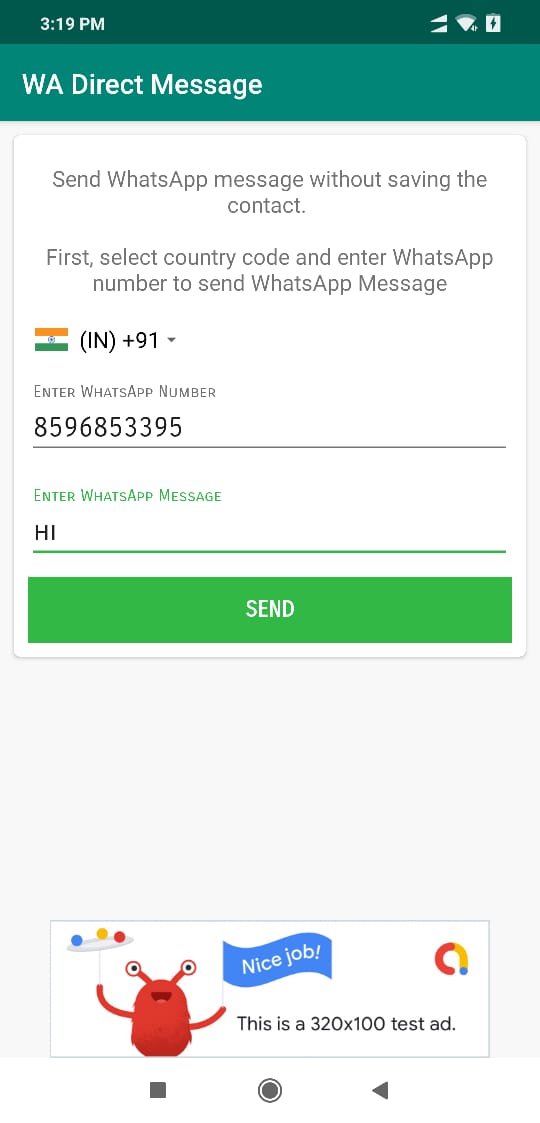 3:19 PM
WA Direct Message
Send WhatsApp message without saving the
contact.
First, select country code and enter WhatsApp
number to send WhatsApp Message
(IN) +91
Enter WhatsApp Number
8596853395
Enter WhatsApp Message
HI
SEND
Nice job!
This is a 320x100 test ad.